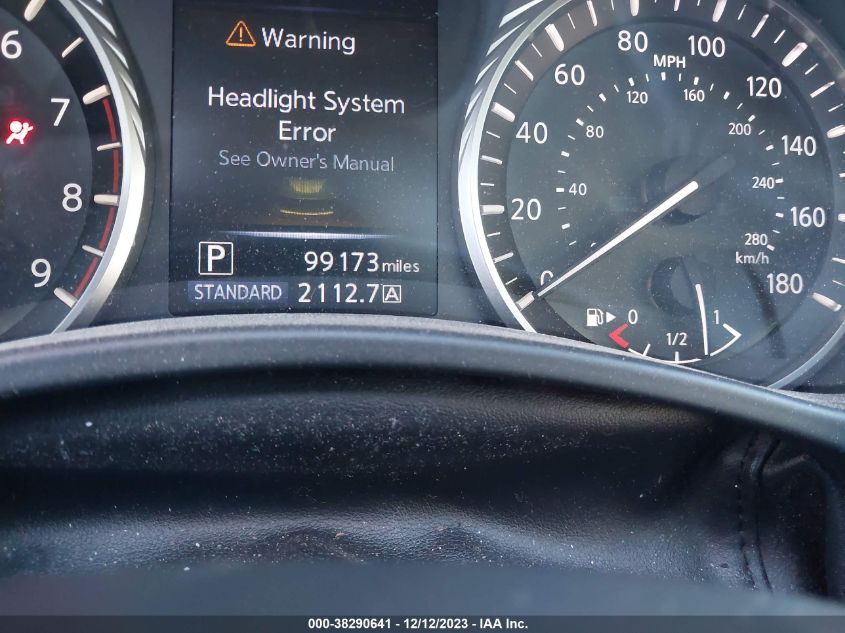 6
7
8
9
Warning
Headlight System
Error
See Owner's Manual
P
99173 miles
STANDARD 2112.7 A
0
20
40
60
80
100
120
140
160
180
MPH
40
80
120
160
200
240
280
km/h
0 1/2 1
000-38290641 - 12/12/2023 - IAA Inc.